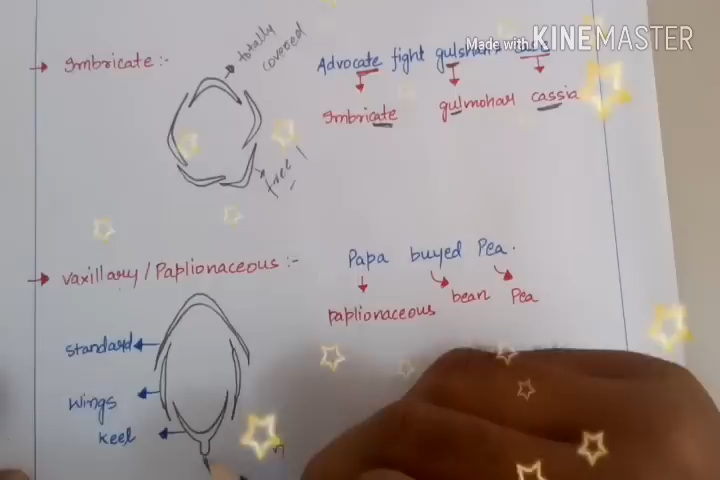 Made with KINEMASTER
→ Imbricate :-
totally
covered
free
Advocate fight gulshan's
Imbricate gulmohar cassia
→ vaxillary / Paplionaceous :-
Papa buyed Pea.
paplionaceous bean Pea
standard
wings
keel